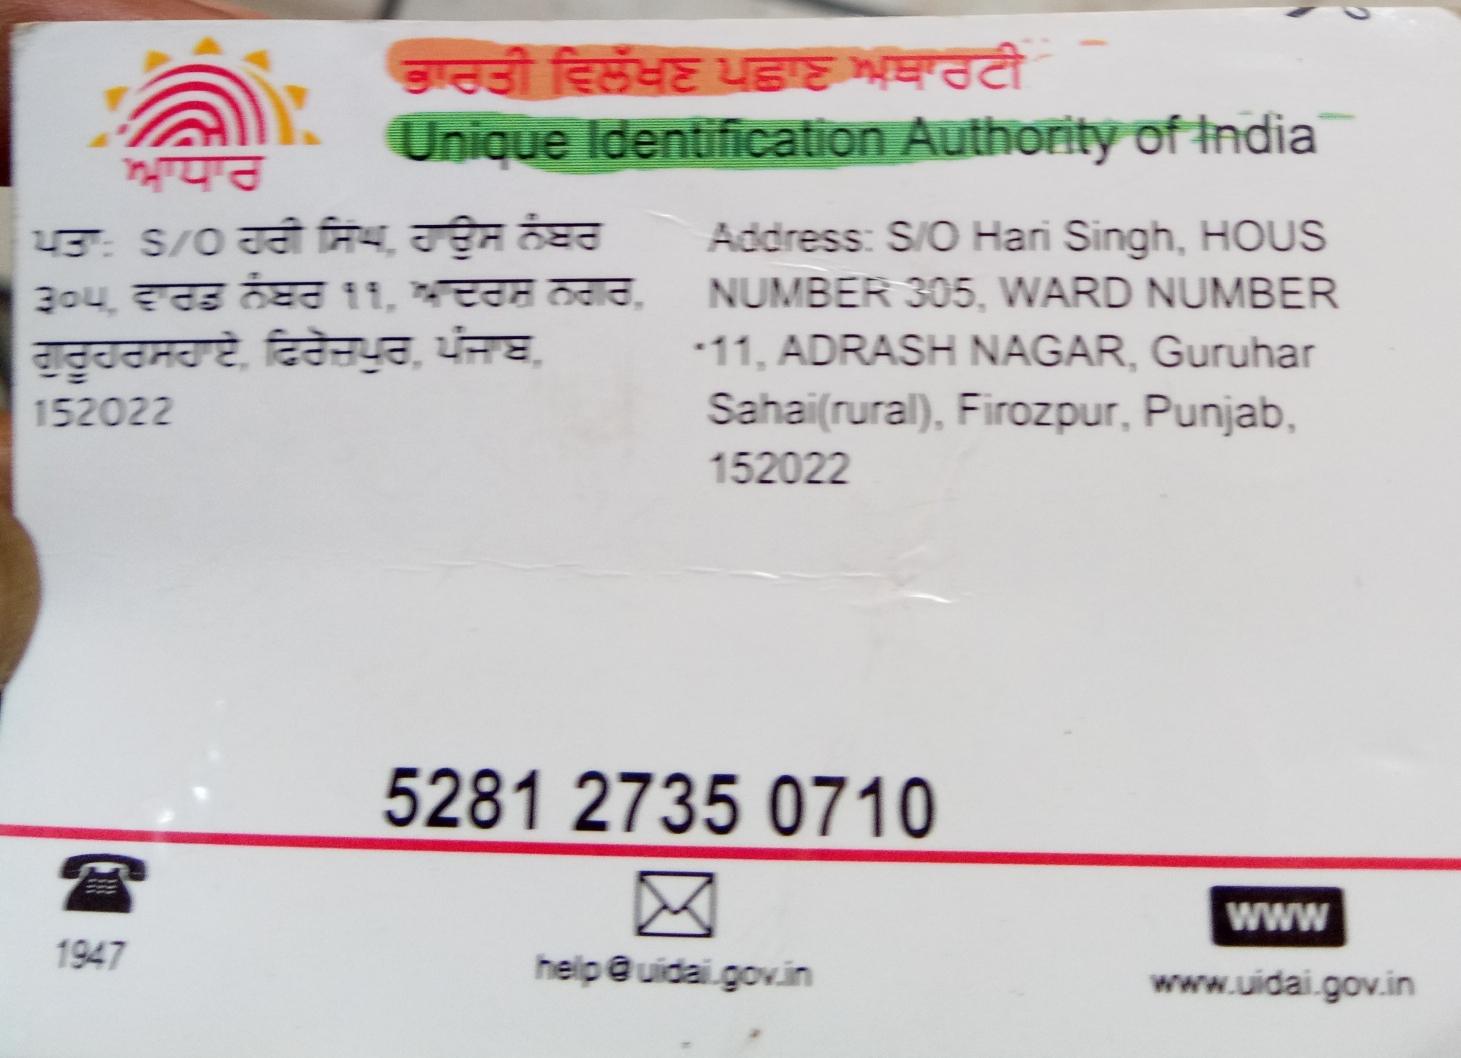 ਭਾਰਤੀ ਵਿਲੱਖਣ ਪਛਾਣ ਅਥਾਰਟੀ
Unique Identification Authority of India
ਆਧਾਰ
ਪਤਾ: S/O ਹਰੀ ਸਿੰਘ, ਹਾਊਸ ਨੰਬਰ
੩੦੫, ਵਾਰਡ ਨੰਬਰ ੧੧, ਆਦਰਸ਼ ਨਗਰ,
ਗੁਰੂਹਰਸਹਾਏ, ਫਿਰੋਜ਼ਪੁਰ, ਪੰਜਾਬ,
152022
Address: S/O Hari Singh, HOUS
NUMBER 305, WARD NUMBER
11, ADRASH NAGAR, Guruhar
Sahai(rural), Firozpur, Punjab,
152022
5281 2735 0710
1947
help@uidai.gov.in
WWW
www.uidai.gov.in